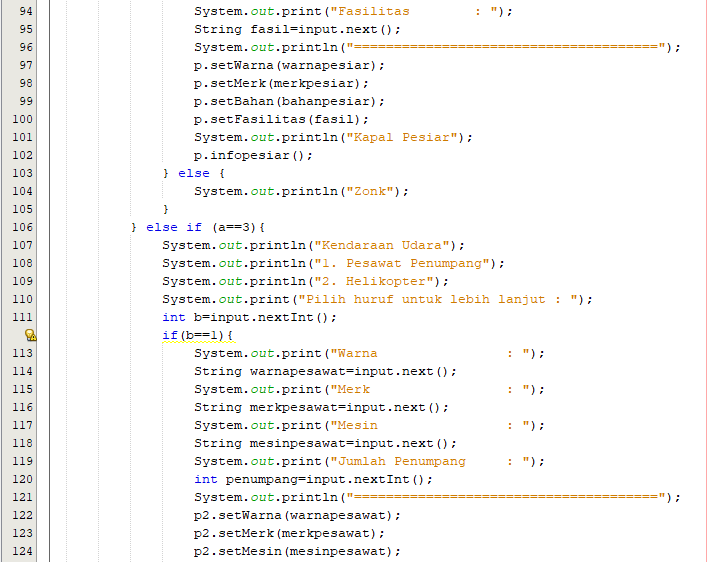 94 System.out.print("Fasilitas        : ");
95 String fasil=input.next();
96 System.out.println("======================================");
97 p.setWarna(warnapesiar);
98 p.setMerk(merkpesiar);
99 p.setBahan(bahanpesiar);
100 p.setFasilitas(fasil);
101 System.out.println("Kapal Pesiar");
102 p.infopesiar();
103 } else {
104 System.out.println("Zonk");
105 }
106 } else if (a==3){
107 System.out.println("Kendaraan Udara");
108 System.out.println("1. Pesawat Penumpang");
109 System.out.println("2. Helikopter");
110 System.out.print("Pilih huruf untuk lebih lanjut : ");
111 int b=input.nextInt();
if(b==1){
113 System.out.print("Warna                : ");
114 String warnapesawat=input.next();
115 System.out.print("Merk                 : ");
116 String merkpesawat=input.next();
117 System.out.print("Mesin                : ");
118 String mesinpesawat=input.next();
119 System.out.print("Jumlah Penumpang     : ");
120 int penumpang=input.nextInt();
121 System.out.println("======================================");
122 p2.setWarna(warnapesawat);
123 p2.setMerk(merkpesawat);
124 p2.setMesin(mesinpesawat);